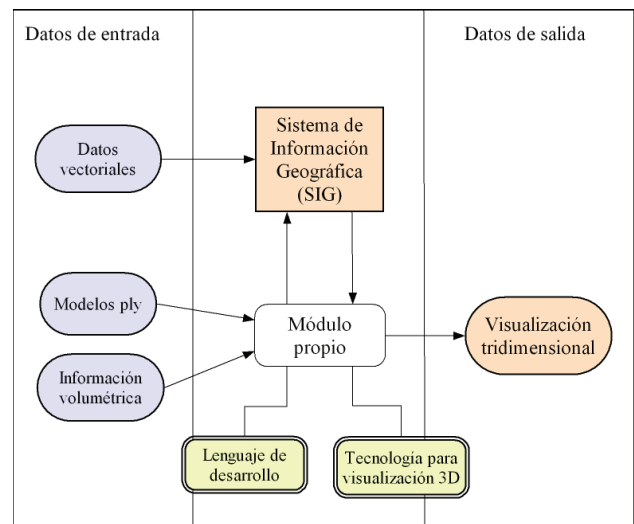 Datos de entrada
Datos de salida
Sistema de
Información
Geográfica
(SIG)
Datos
vectoriales
Modelos ply
Módulo
propio
Visualización
tridimensional
Información
volumétrica
Lenguaje de
desarrollo
Tecnología para
visualización 3D